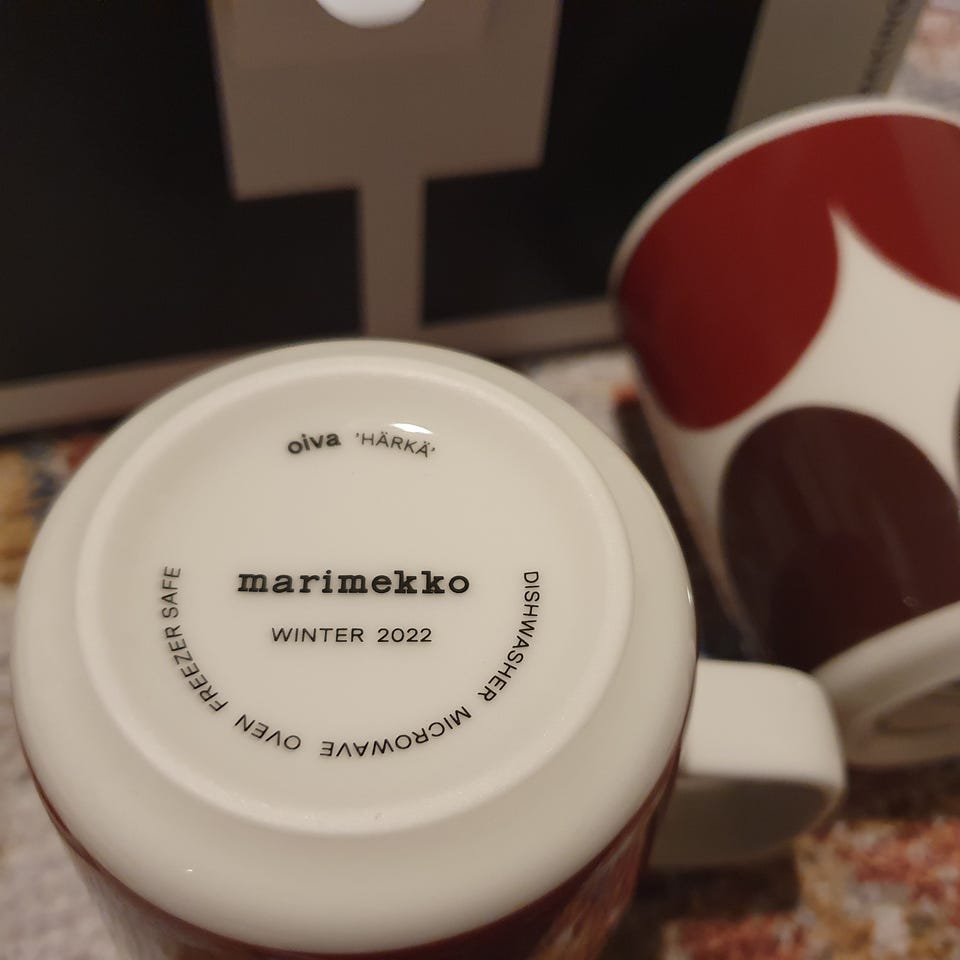 oiva 'HÄRKÄ'
marimekko
WINTER 2022
DISHWASHER MICROWAVE OVEN FREEZER SAFE